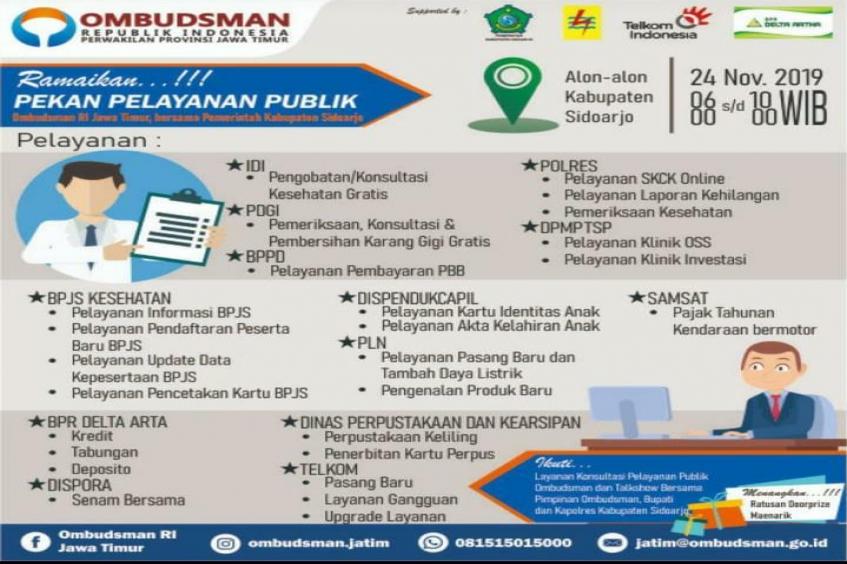 OMBUDSMAN
REPUBLIK INDONESIA
PERWAKILAN PROVINSI JAWA TIMUR
Supported by :
Telkom
Indonesia
BPR
DELTA ARTHA
Ramaikan...!!!
PEKAN PELAYANAN PUBLIK
Ombudsman RI Jawa Timur, bersama Pemerintah Kabupaten Sidoarjo
Alon-alon
Kabupaten
Sidoarjo
24 Nov. 2019
06 00 s/d 10 00 WIB
Pelayanan :
★IDI
• Pengobatan/Konsultasi
Kesehatan Gratis
★PDGI
• Pemeriksaan, Konsultasi &
Pembersihan Karang Gigi Gratis
★BPPD
• Pelayanan Pembayaran PBB
★POLRES
• Pelayanan SKCK Online
• Pelayanan Laporan Kehilangan
• Pemeriksaan Kesehatan
★DPMPTSP
• Pelayanan Klinik OSS
• Pelayanan Klinik Investasi
★BPJS KESEHATAN
• Pelayanan Informasi BPJS
• Pelayanan Pendaftaran Peserta
Baru BPJS
• Pelayanan Update Data
Kepesertaan BPJS
• Pelayanan Pencetakan Kartu BPJS
★DISPENDUKCAPIL
• Pelayanan Kartu Identitas Anak
• Pelayanan Akta Kelahiran Anak
★PLN
• Pelayanan Pasang Baru dan
Tambah Daya Listrik
• Pengenalan Produk Baru
★SAMSAT
• Pajak Tahunan
Kendaraan bermotor
★BPR DELTA ARTA
• Kredit
• Tabungan
• Deposito
★DISPORA
• Senam Bersama
★DINAS PERPUSTAKAAN DAN KEARSIPAN
• Perpustakaan Keliling
• Penerbitan Kartu Perpus
★TELKOM
• Pasang Baru
• Layanan Gangguan
• Upgrade Layanan
Ikuti...
Layanan Konsultasi Pelayanan Publik
Ombudsman dan Talkshow Bersama
Pimpinan Ombudsman, Bupati
dan Kapolres Kabupaten Sidoarjo
Menangkan...!!!
Ratusan Doorprize
Maenarik
Ombudsman RI
Jawa Timur
ombudsman.jatim
081515015000
jatim@ombudsman.go.id